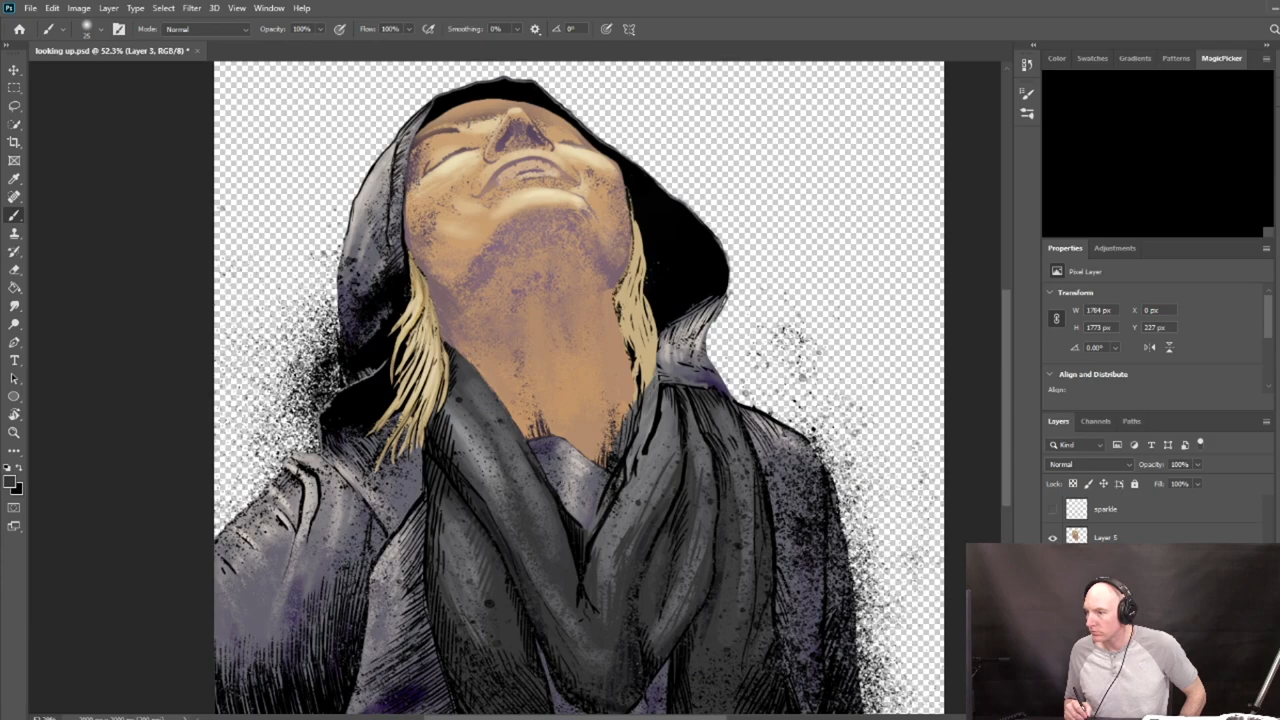 Ps File Edit Image Layer Type Select Filter 3D View Window Help
25 Mode: Normal Opacity: 100% Flow: 100% Smoothing: 0% 0°
looking up.psd @ 52.3% (Layer 3, RGB/8) * ×
Color Swatches Gradients Patterns MagicPicker
Properties Adjustments
Pixel Layer
Transform
W 1764 px X 0 px
H 1773 px Y 227 px
0.00°
Align and Distribute
Align:
Layers Channels Paths
Kind
Normal Opacity: 100%
Lock: Fill: 100%
sparkle
Layer 5